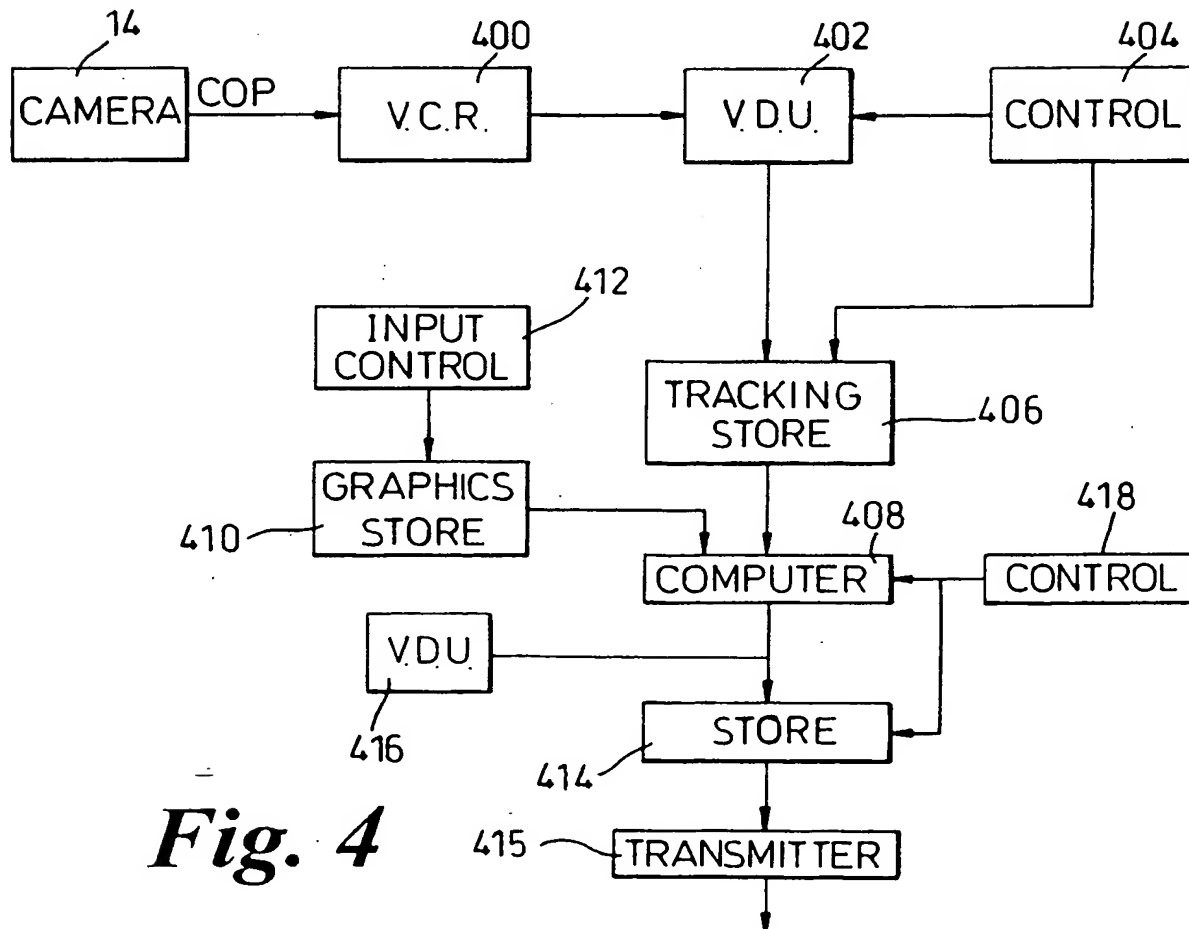 14
400
402
404
CAMERA
COP
V.C.R.
V.D.U.
CONTROL
412
INPUT
CONTROL
TRACKING
STORE
406
GRAPHICS
STORE
410
408
418
COMPUTER
CONTROL
V.D.U.
416
STORE
414
Fig. 4
415
TRANSMITTER